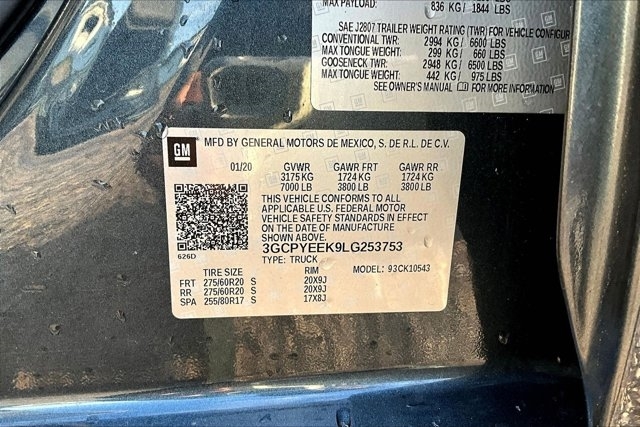 MAX PAYLOAD: 836 KG / 1844 LBS
SAE J2807 TRAILER WEIGHT RATING (TWR) FOR VEHICLE CONFIGUR
CONVENTIONAL TWR: 2994 KG / 6600 LBS
MAX TONGUE WEIGHT: 299 KG / 660 LBS
GOOSENECK TWR: 2948 KG / 6500 LBS
MAX TONGUE WEIGHT: 442 KG / 975 LBS
SEE OWNER'S MANUAL FOR MORE INFORMATION
GM
MFD BY GENERAL MOTORS DE MEXICO, S. DE R.L. DE C.V.
01/20 GVWR GAWR FRT GAWR RR
3175 KG 1724 KG 1724 KG
7000 LB 3800 LB 3800 LB
THIS VEHICLE CONFORMS TO ALL
APPLICABLE U.S. FEDERAL MOTOR
VEHICLE SAFETY STANDARDS IN EFFECT
ON THE DATE OF MANUFACTURE
SHOWN ABOVE.
3GCPYEEK9LG253753
626D TYPE: TRUCK
TIRE SIZE RIM MODEL: 93CK10543
FRT 275/60R20 S 20X9J
RR 275/60R20 S 20X9J
SPA 255/80R17 S 17X8J